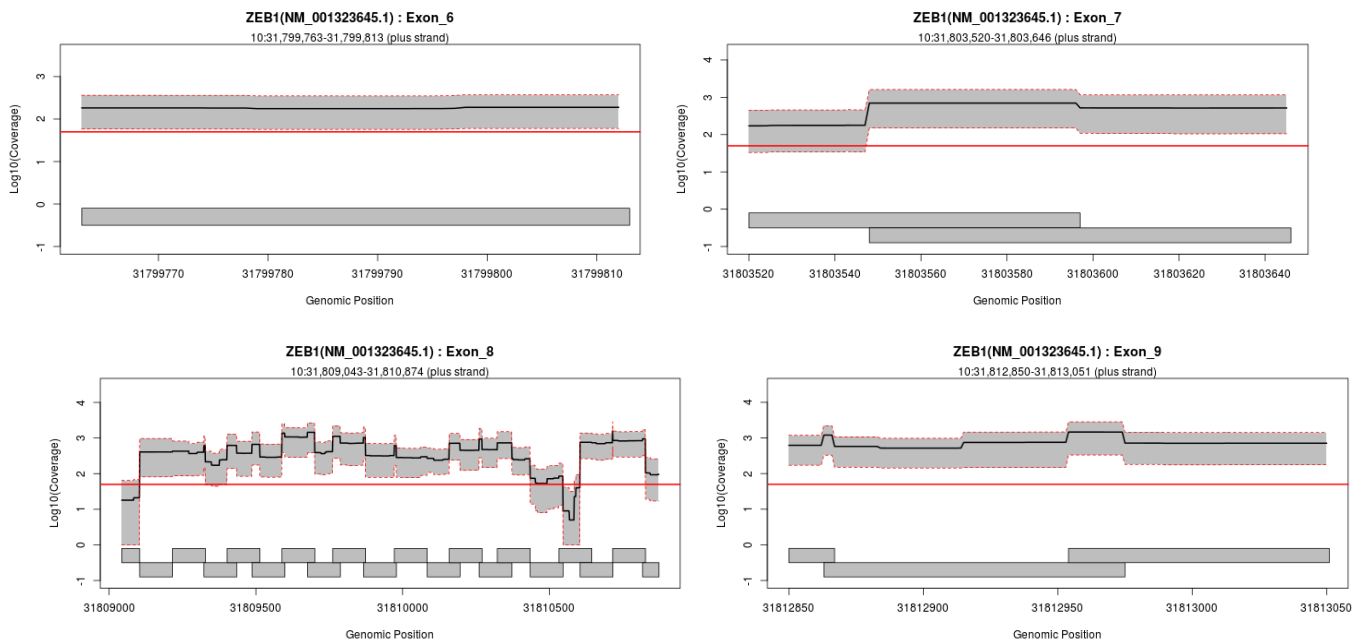 ZEB1(NM_001323645.1) : Exon_6
10:31,799,763-31,799,813 (plus strand)
Log10(Coverage)
3
2
1
0
-1
31799770 31799780 31799790 31799800 31799810
Genomic Position
ZEB1(NM_001323645.1) : Exon_7
10:31,803,520-31,803,646 (plus strand)
Log10(Coverage)
4
3
2
1
0
-1
31803520 31803540 31803560 31803580 31803600 31803620 31803640
Genomic Position
ZEB1(NM_001323645.1) : Exon_8
10:31,809,043-31,810,874 (plus strand)
Log10(Coverage)
4
3
2
1
0
-1
31809000 31809500 31810000 31810500
Genomic Position
ZEB1(NM_001323645.1) : Exon_9
10:31,812,850-31,813,051 (plus strand)
Log10(Coverage)
4
3
2
1
0
-1
31812850 31812900 31812950 31813000 31813050
Genomic Position